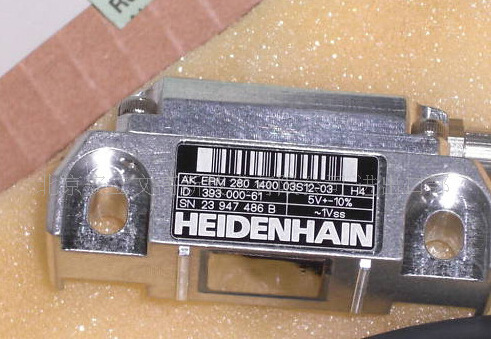 AK ERM 280 1400 03S12-03 H4
ID 393 000-61 5V+-10%
SN 23 947 486 B ~1Vss
HEIDENHAIN